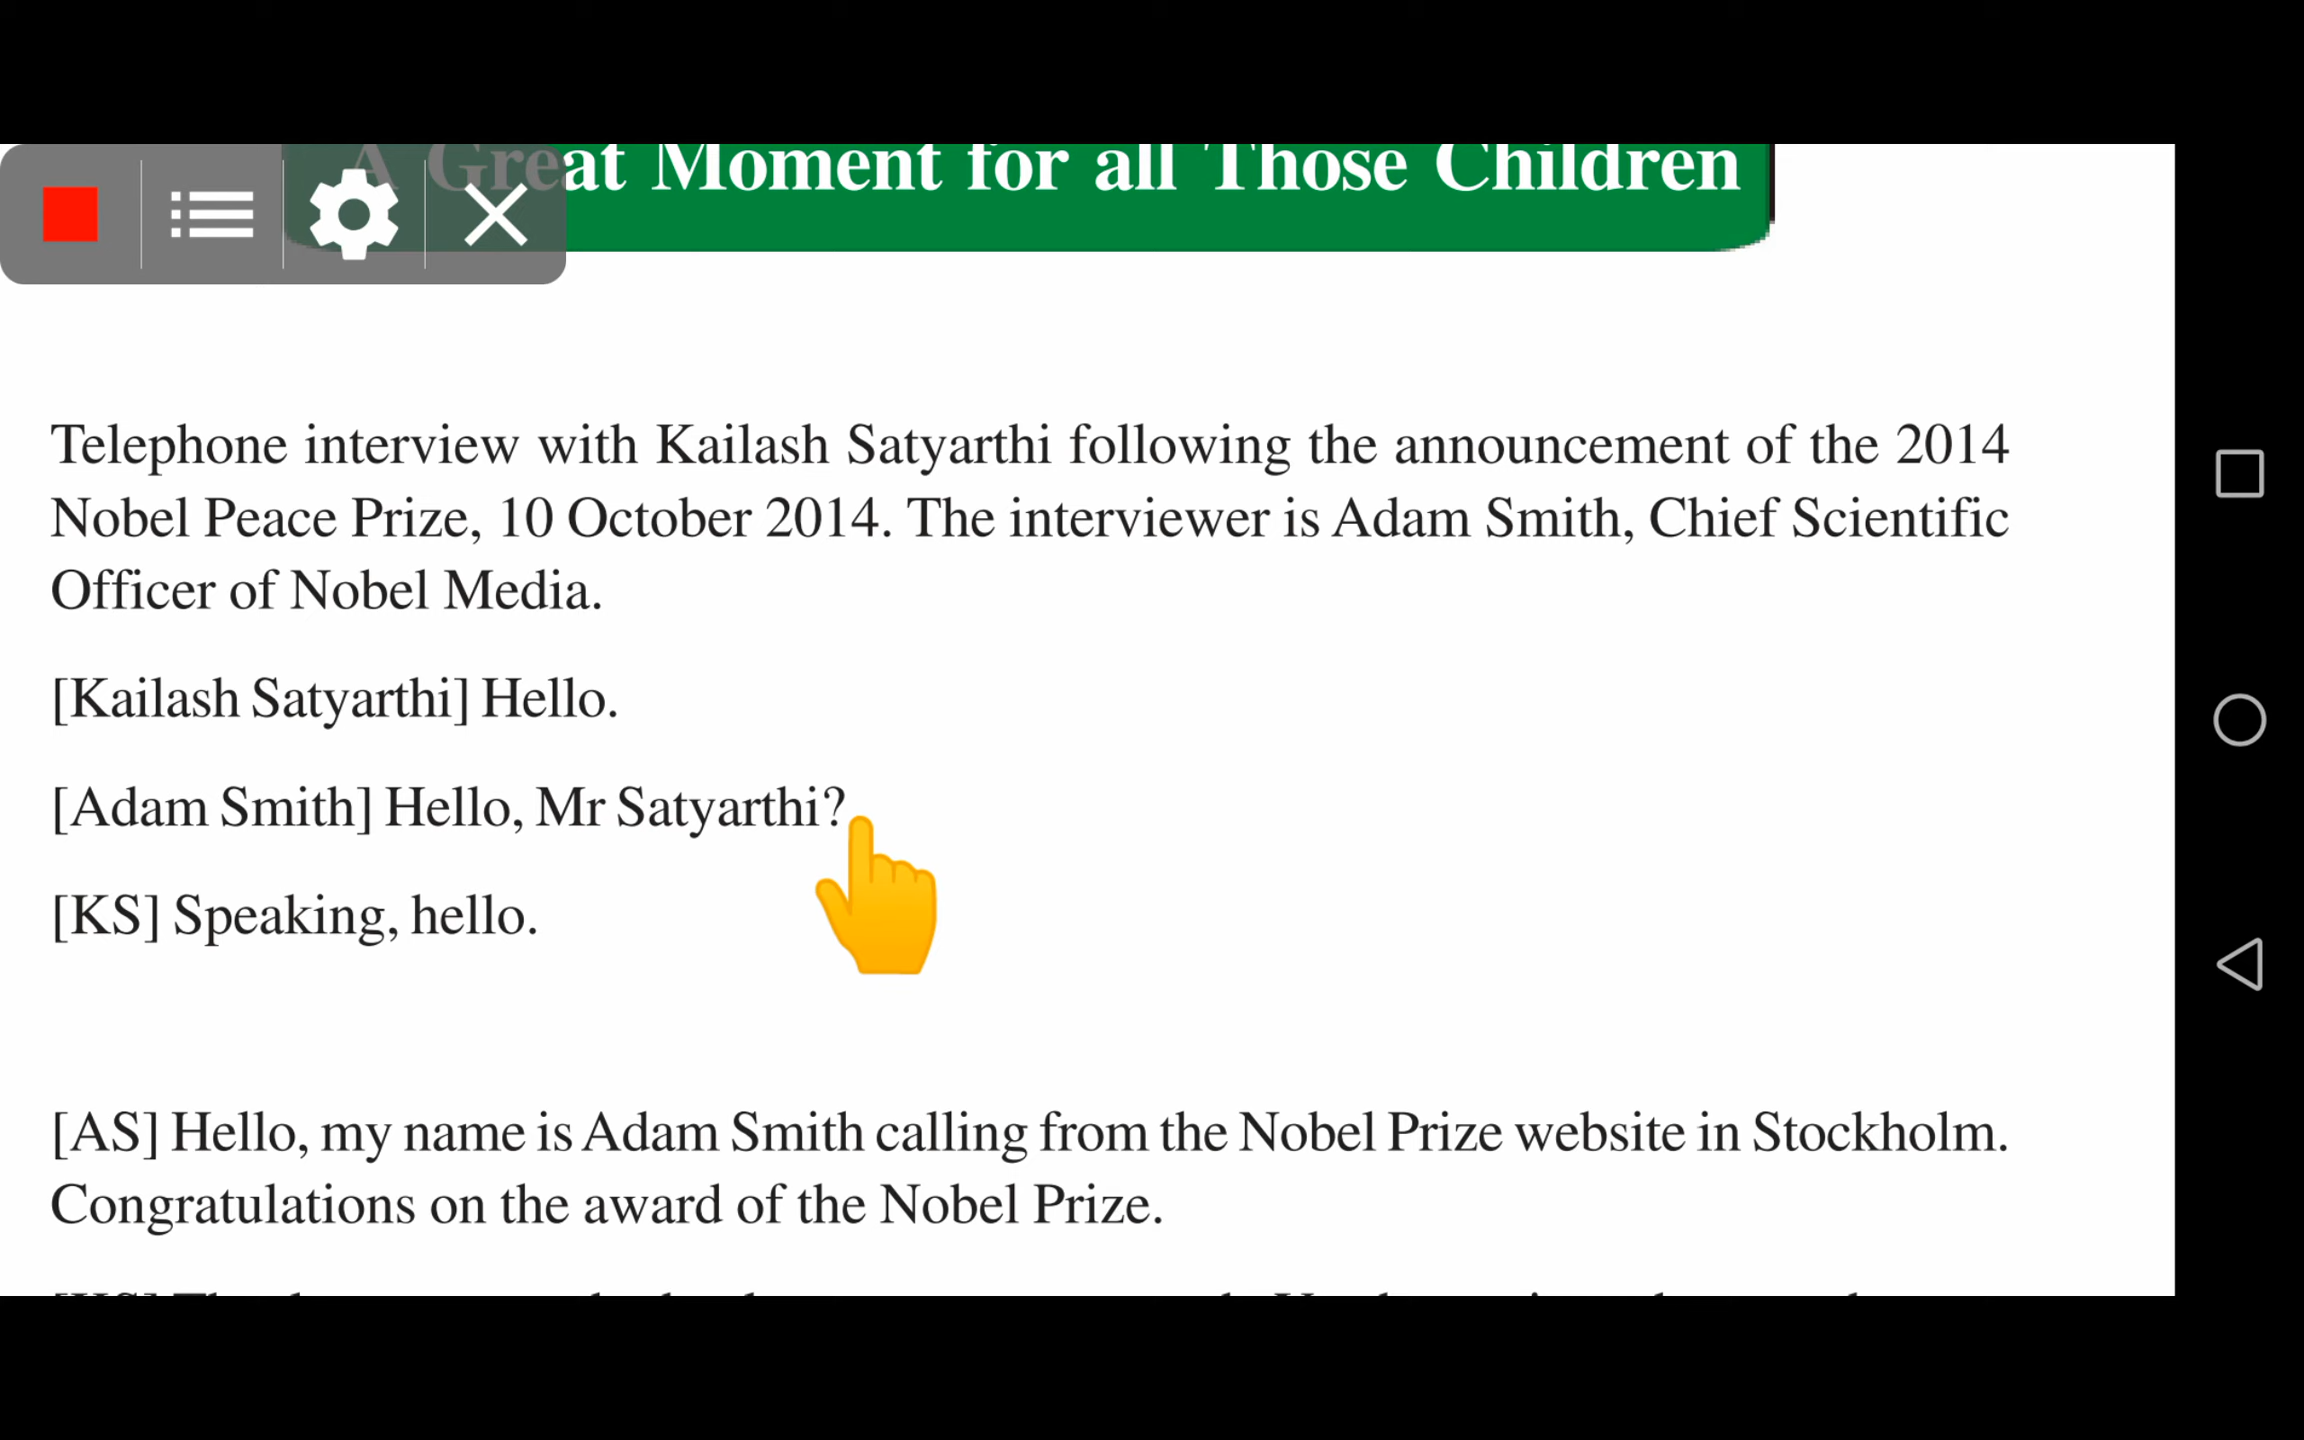 A Great Moment for all Those Children
Telephone interview with Kailash Satyarthi following the announcement of the 2014
Nobel Peace Prize, 10 October 2014. The interviewer is Adam Smith, Chief Scientific
Officer of Nobel Media.
[Kailash Satyarthi] Hello.
[Adam Smith] Hello, Mr Satyarthi?
[KS] Speaking, hello.
[AS] Hello, my name is Adam Smith calling from the Nobel Prize website in Stockholm.
Congratulations on the award of the Nobel Prize.